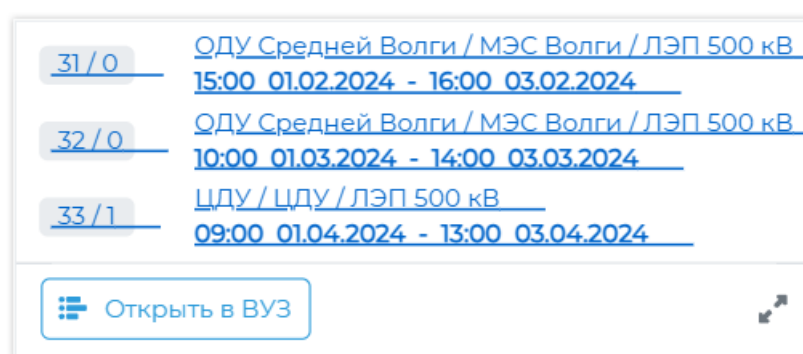 31 / 0 ОДУ Средней Волги / МЭС Волги / ЛЭП 500 кВ
15:00 01.02.2024 - 16:00 03.02.2024
32 / 0 ОДУ Средней Волги / МЭС Волги / ЛЭП 500 кВ
10:00 01.03.2024 - 14:00 03.03.2024
33 / 1 ЦДУ / ЦДУ / ЛЭП 500 кВ
09:00 01.04.2024 - 13:00 03.04.2024
Открыть в ВУЗ